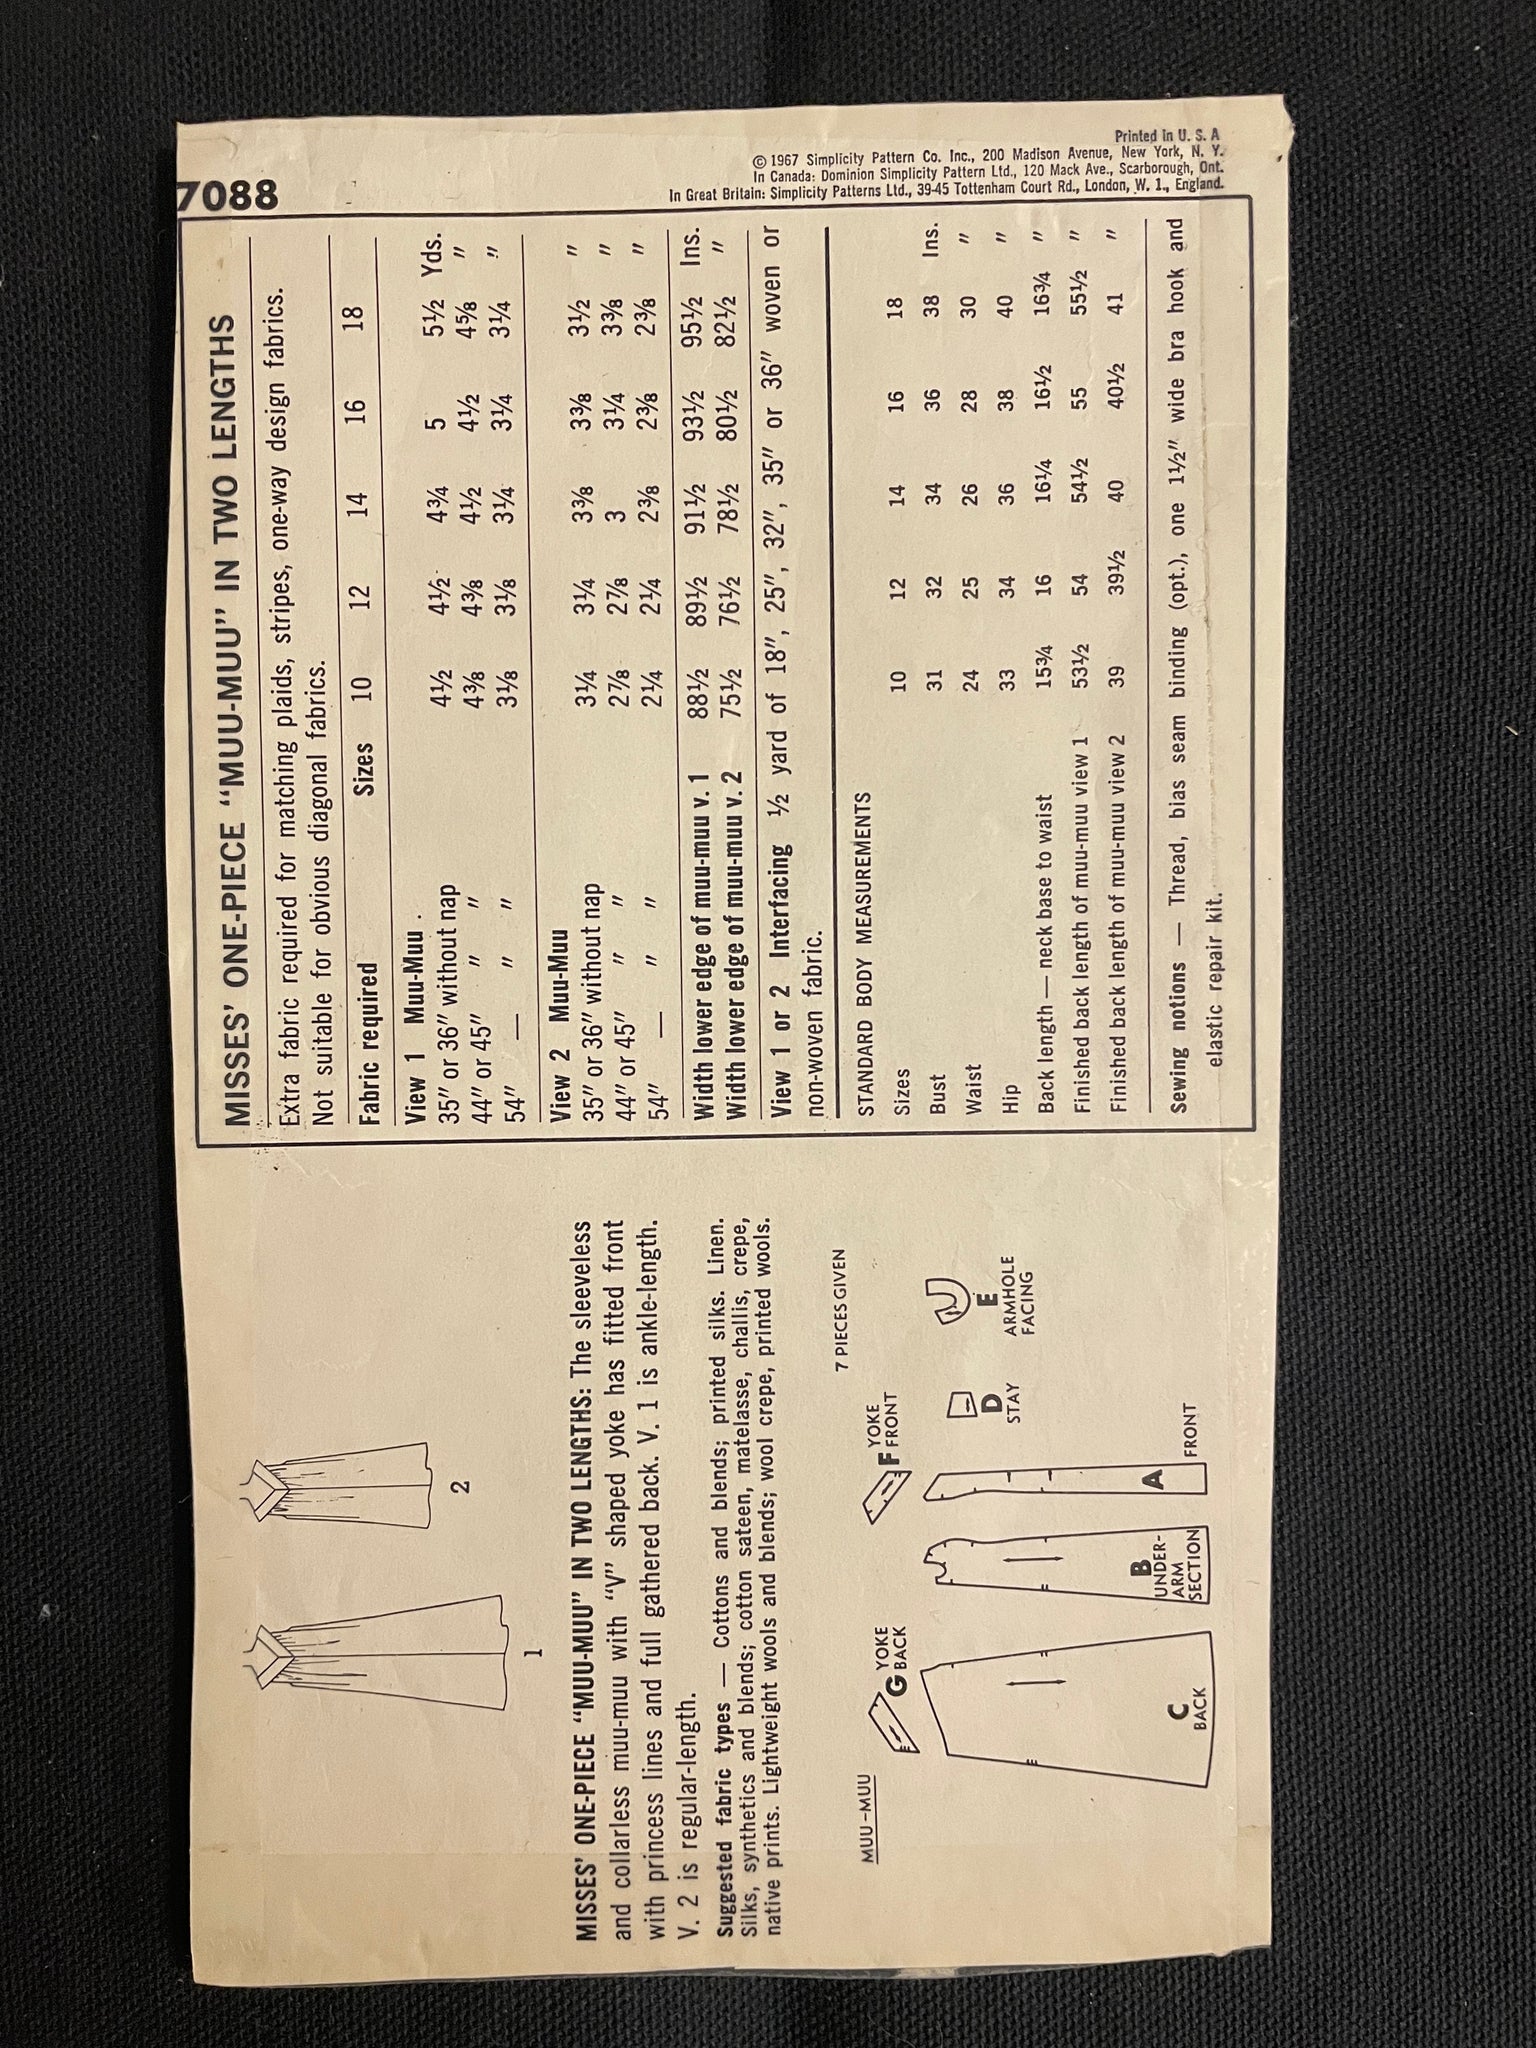 7088
© 1967 Simplicity Pattern Co. Inc., 200 Madison Avenue, New York, N. Y.
Printed In U. S. A
In Canada: Dominion Simplicity Pattern Ltd., 120 Mack Ave., Scarborough, Ont.
In Great Britain: Simplicity Patterns Ltd., 39-45 Tottenham Court Rd., London, W. 1., England.
1
2
MISSES' ONE-PIECE "MUU-MUU" IN TWO LENGTHS: The sleeveless
and collarless muu-muu with "V" shaped yoke has fitted front
with princess lines and full gathered back. V. 1 is ankle-length.
V. 2 is regular-length.
Suggested fabric types — Cottons and blends; printed silks. Linen.
Silks, synthetics and blends; cotton sateen, matelasse, challis, crepe,
native prints. Lightweight wools and blends; wool crepe, printed wools.
7 PIECES GIVEN
MUU-MUU
G YOKE
BACK
F YOKE
FRONT
C
BACK
B
UNDER-
ARM
SECTION
A
FRONT
D
STAY
E
ARMHOLE
FACING
MISSES' ONE-PIECE "MUU-MUU" IN TWO LENGTHS
Extra fabric required for matching plaids, stripes, one-way design fabrics.
Not suitable for obvious diagonal fabrics.
Fabric required Sizes 10 12 14 16 18
View 1 Muu-Muu
35" or 36" without nap 4½ 4½ 4¾ 5 5½ Yds.
44" or 45" " " 4⅜ 4⅜ 4½ 4½ 4⅝ "
54" — " " 3⅛ 3⅛ 3¼ 3¼ 3¼ "
View 2 Muu-Muu
35" or 36" without nap 3¼ 3¼ 3⅜ 3⅜ 3½ "
44" or 45" " " 2⅞ 2⅞ 3 3¼ 3⅜ "
54" — " " 2¼ 2¼ 2⅜ 2⅜ 2⅜ "
Width lower edge of muu-muu v. 1 88½ 89½ 91½ 93½ 95½ Ins.
Width lower edge of muu-muu v. 2 75½ 76½ 78½ 80½ 82½ "
View 1 or 2 Interfacing ½ yard of 18", 25", 32", 35" or 36" woven or
non-woven fabric.
STANDARD BODY MEASUREMENTS
Sizes 10 12 14 16 18
Bust 31 32 34 36 38 Ins.
Waist 24 25 26 28 30 "
Hip 33 34 36 38 40 "
Back length — neck base to waist 15¾ 16 16¼ 16½ 16¾ "
Finished back length of muu-muu view 1 53½ 54 54½ 55 55½ "
Finished back length of muu-muu view 2 39 39½ 40 40½ 41 "
Sewing notions — Thread, bias seam binding (opt.), one 1½" wide bra hook and
elastic repair kit.